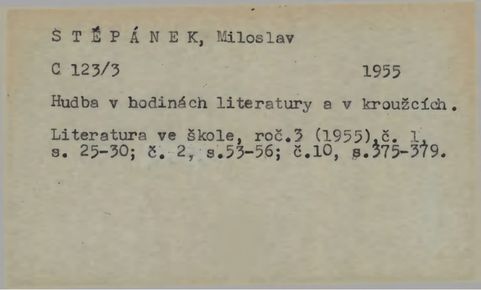 Š T Ě P Á N E K, Miloslav
C 123/3 1955
Hudba v hodinách literatury a v kroužcích.
Literatura ve škole, roč.3 (1955),č. 1,
s. 25-30; č. 2, s.53-56; č.10, s.375-379.